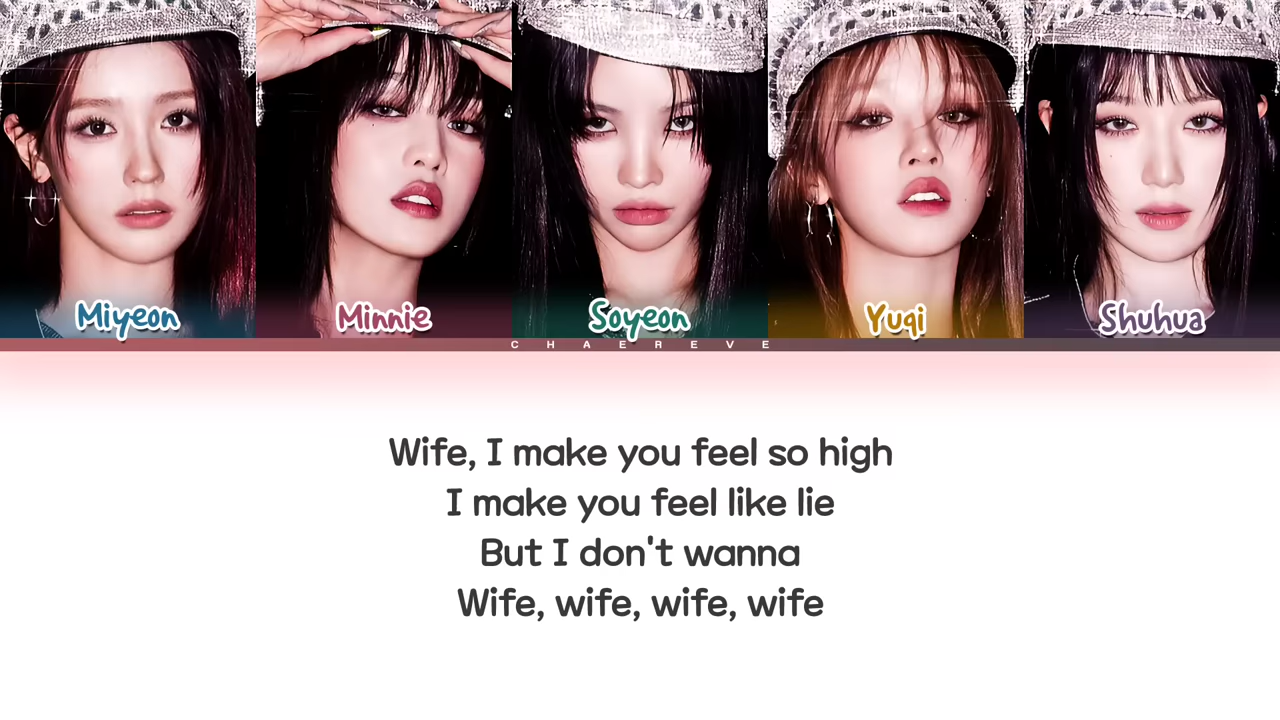 Miyeon
Minnie
Soyeon
Yuqi
Shuhua
CHAEREVE
Wife, I make you feel so high
I make you feel like lie
But I don't wanna
Wife, wife, wife, wife